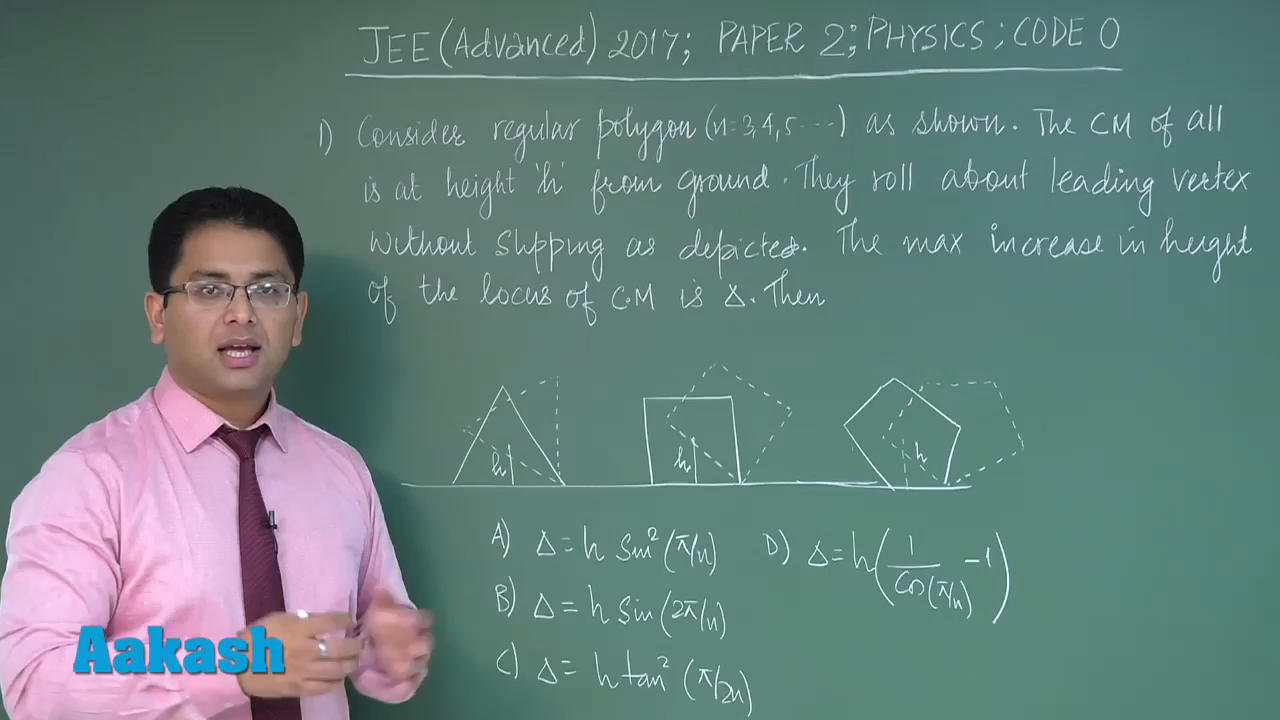 JEE (Advanced) 2017; PAPER 2; PHYSICS; CODE 0
1) Consider regular polygon (n=3,4,5 ....) as shown. The CM of all
is at height 'h' from ground. They roll about leading vertex
without slipping as depicted. The max increase in height
of the locus of C.M is Δ. Then
h
h
h
A) Δ = h sin²(π/n)
D) Δ = h(1/cos(π/n) - 1)
B) Δ = h sin(2π/n)
C) Δ = h tan²(π/2n)
Aakash